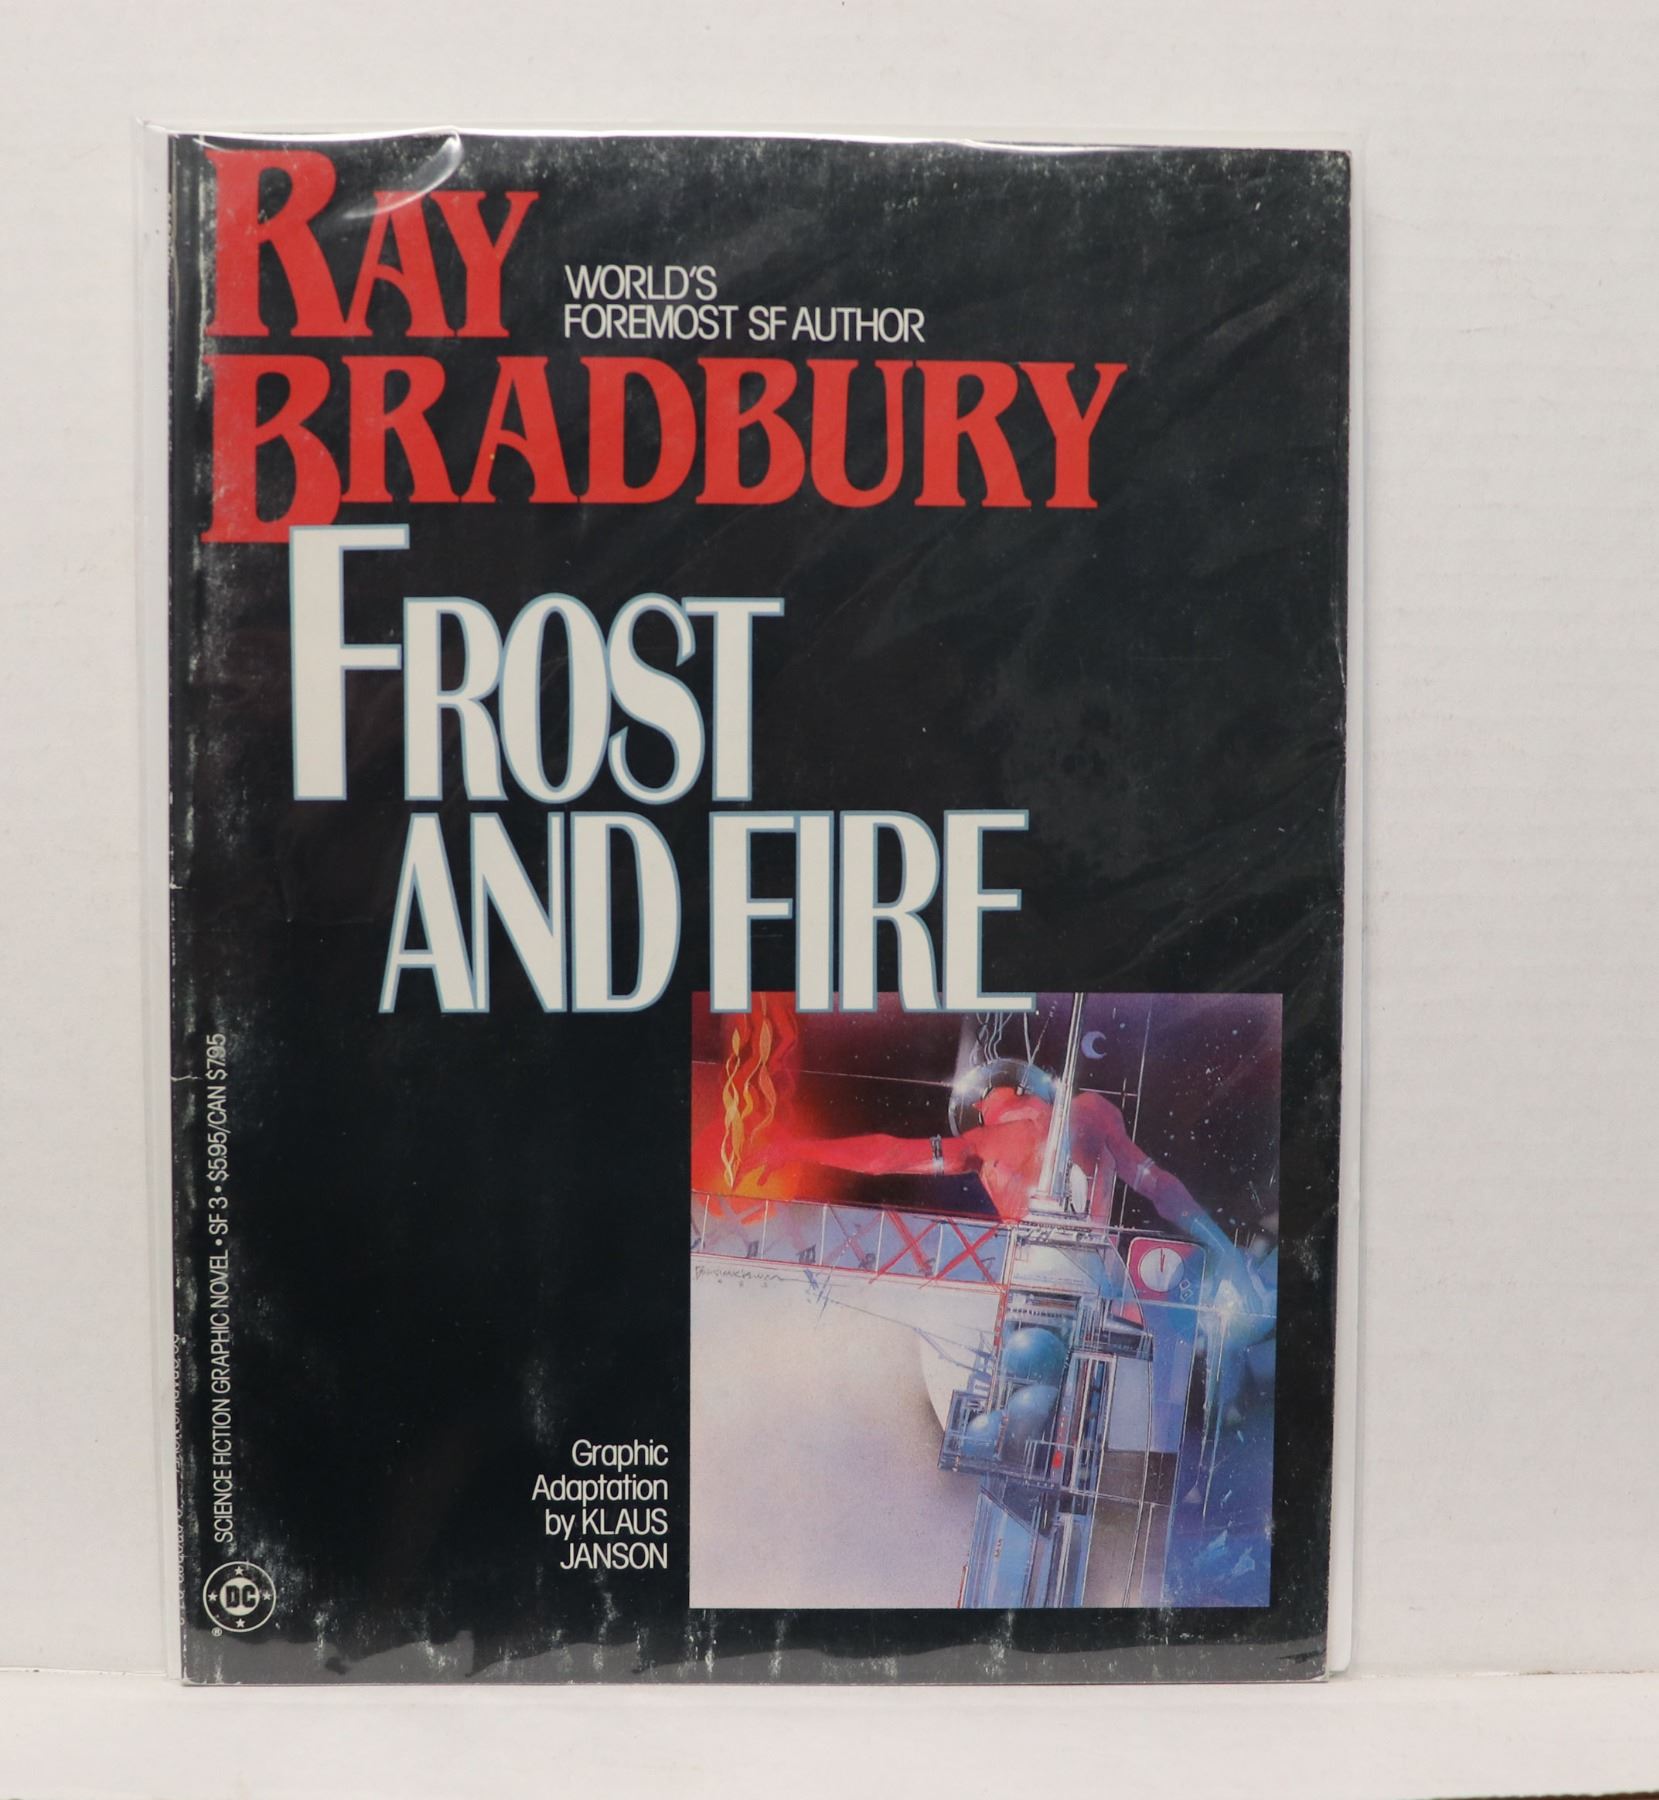 RAY
WORLD'S
FOREMOST SF AUTHOR
BRADBURY
FROST
AND FIRE
SCIENCE FICTION GRAPHIC NOVEL • SF 3 • $5.95/CAN $7.95
Graphic
Adaptation
by KLAUS
JANSON
DC
®